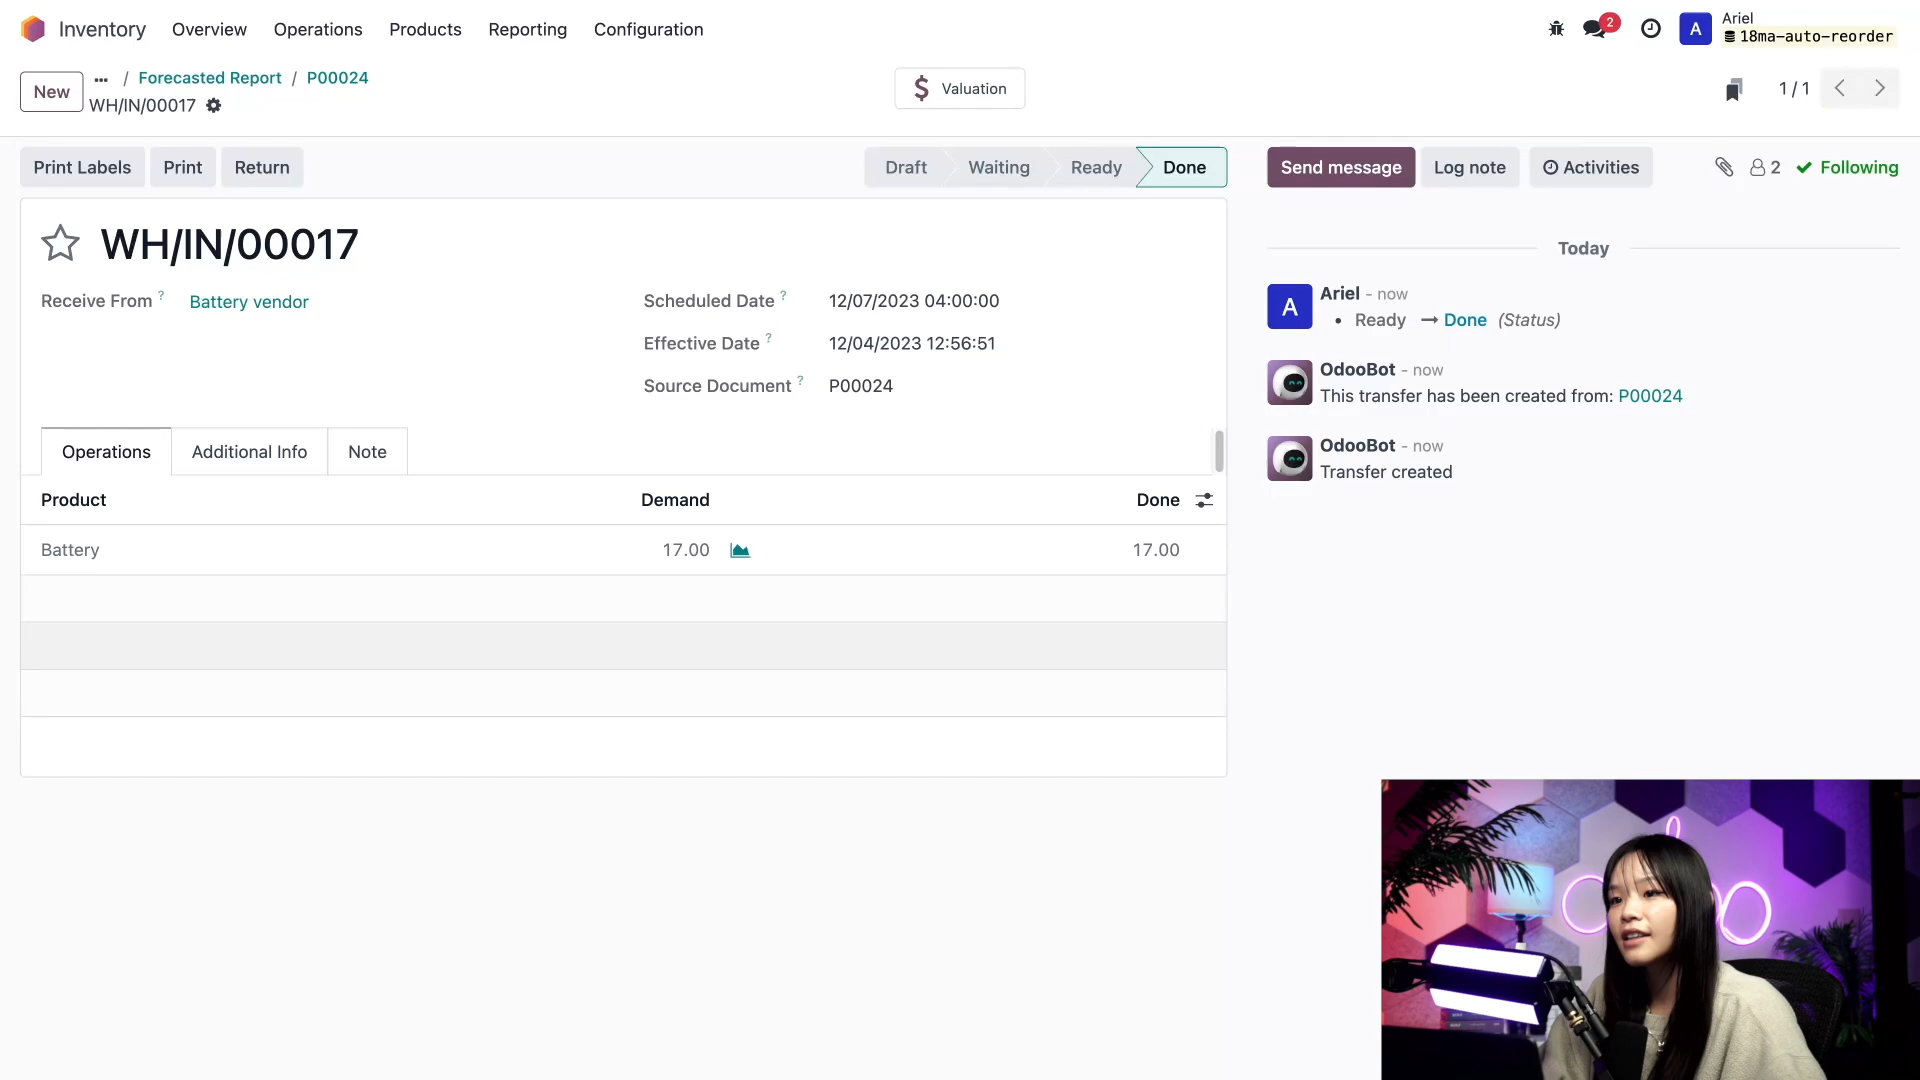 Inventory Overview Operations Products Reporting Configuration 2 A Ariel
18ma-auto-reorder
New ... / Forecasted Report / P00024
WH/IN/00017
$ Valuation
1 / 1
Print Labels Print Return
Draft Waiting Ready Done
Send message Log note Activities 2 Following
WH/IN/00017
Receive From ? Battery vendor
Scheduled Date ? 12/07/2023 04:00:00
Effective Date ? 12/04/2023 12:56:51
Source Document ? P00024
Operations Additional Info Note
Product Demand Done
Battery 17.00 17.00
Today
A Ariel - now
• Ready → Done (Status)
OdooBot - now
This transfer has been created from: P00024
OdooBot - now
Transfer created